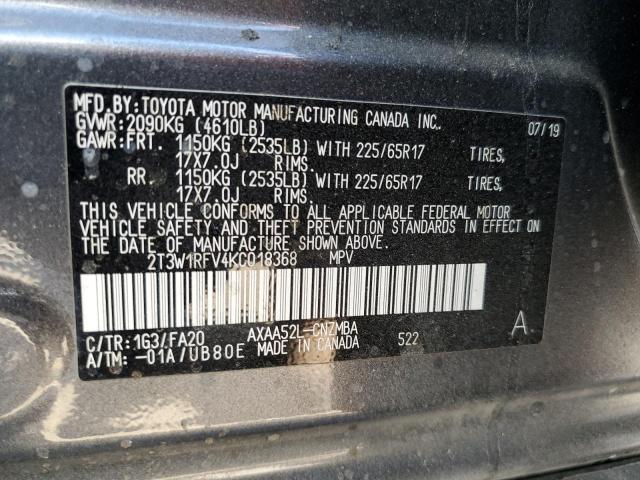 MFD.BY:TOYOTA MOTOR MANUFACTURING CANADA INC. 07/19
GVWR:2090KG (4610LB)
GAWR:FRT. 1150KG (2535LB) WITH 225/65R17 TIRES,
17X7.0J RIMS.
RR. 1150KG (2535LB) WITH 225/65R17 TIRES,
17X7.0J RIMS.
THIS VEHICLE CONFORMS TO ALL APPLICABLE FEDERAL MOTOR
VEHICLE SAFETY AND THEFT PREVENTION STANDARDS IN EFFECT ON
THE DATE OF MANUFACTURE SHOWN ABOVE.
2T3W1RFV4KC018368 MPV
C/TR:1G3/FA20 AXAA52L-CNZMBA 522 A
A/TM:-01A/UB80E MADE IN CANADA